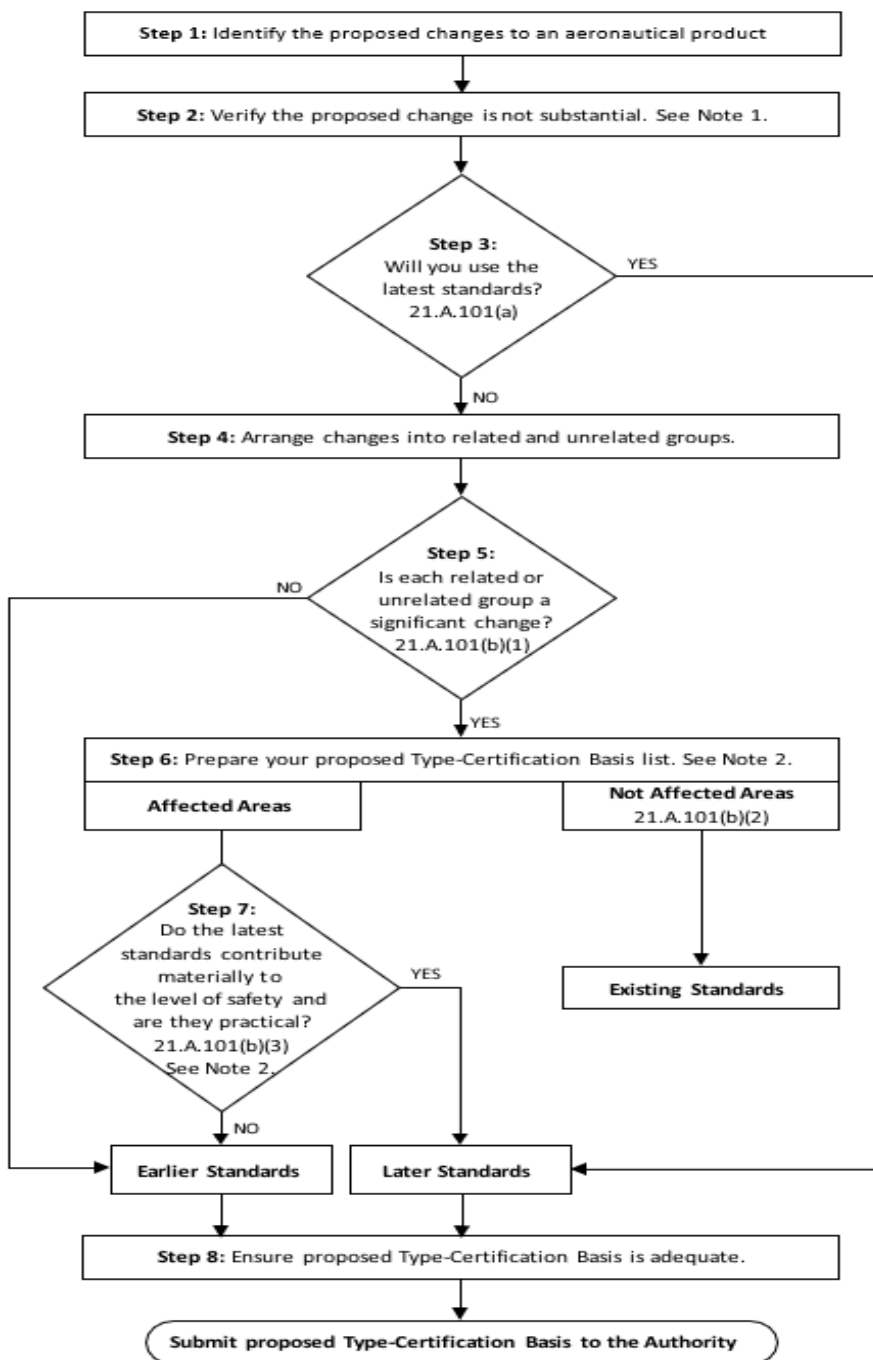 Step 1: Identify the proposed changes to an aeronautical product
Step 2: Verify the proposed change is not substantial. See Note 1.
Step 3:
Will you use the
latest standards?
21.A.101(a)
YES
NO
Step 4: Arrange changes into related and unrelated groups.
Step 5:
Is each related or
unrelated group a
significant change?
21.A.101(b)(1)
NO
YES
Step 6: Prepare your proposed Type-Certification Basis list. See Note 2.
Affected Areas
Not Affected Areas
21.A.101(b)(2)
Step 7:
Do the latest
standards contribute
materially to
the level of safety and
are they practical?
21.A.101(b)(3)
See Note 2.
YES
NO
Existing Standards
Earlier Standards
Later Standards
Step 8: Ensure proposed Type-Certification Basis is adequate.
Submit proposed Type-Certification Basis to the Authority